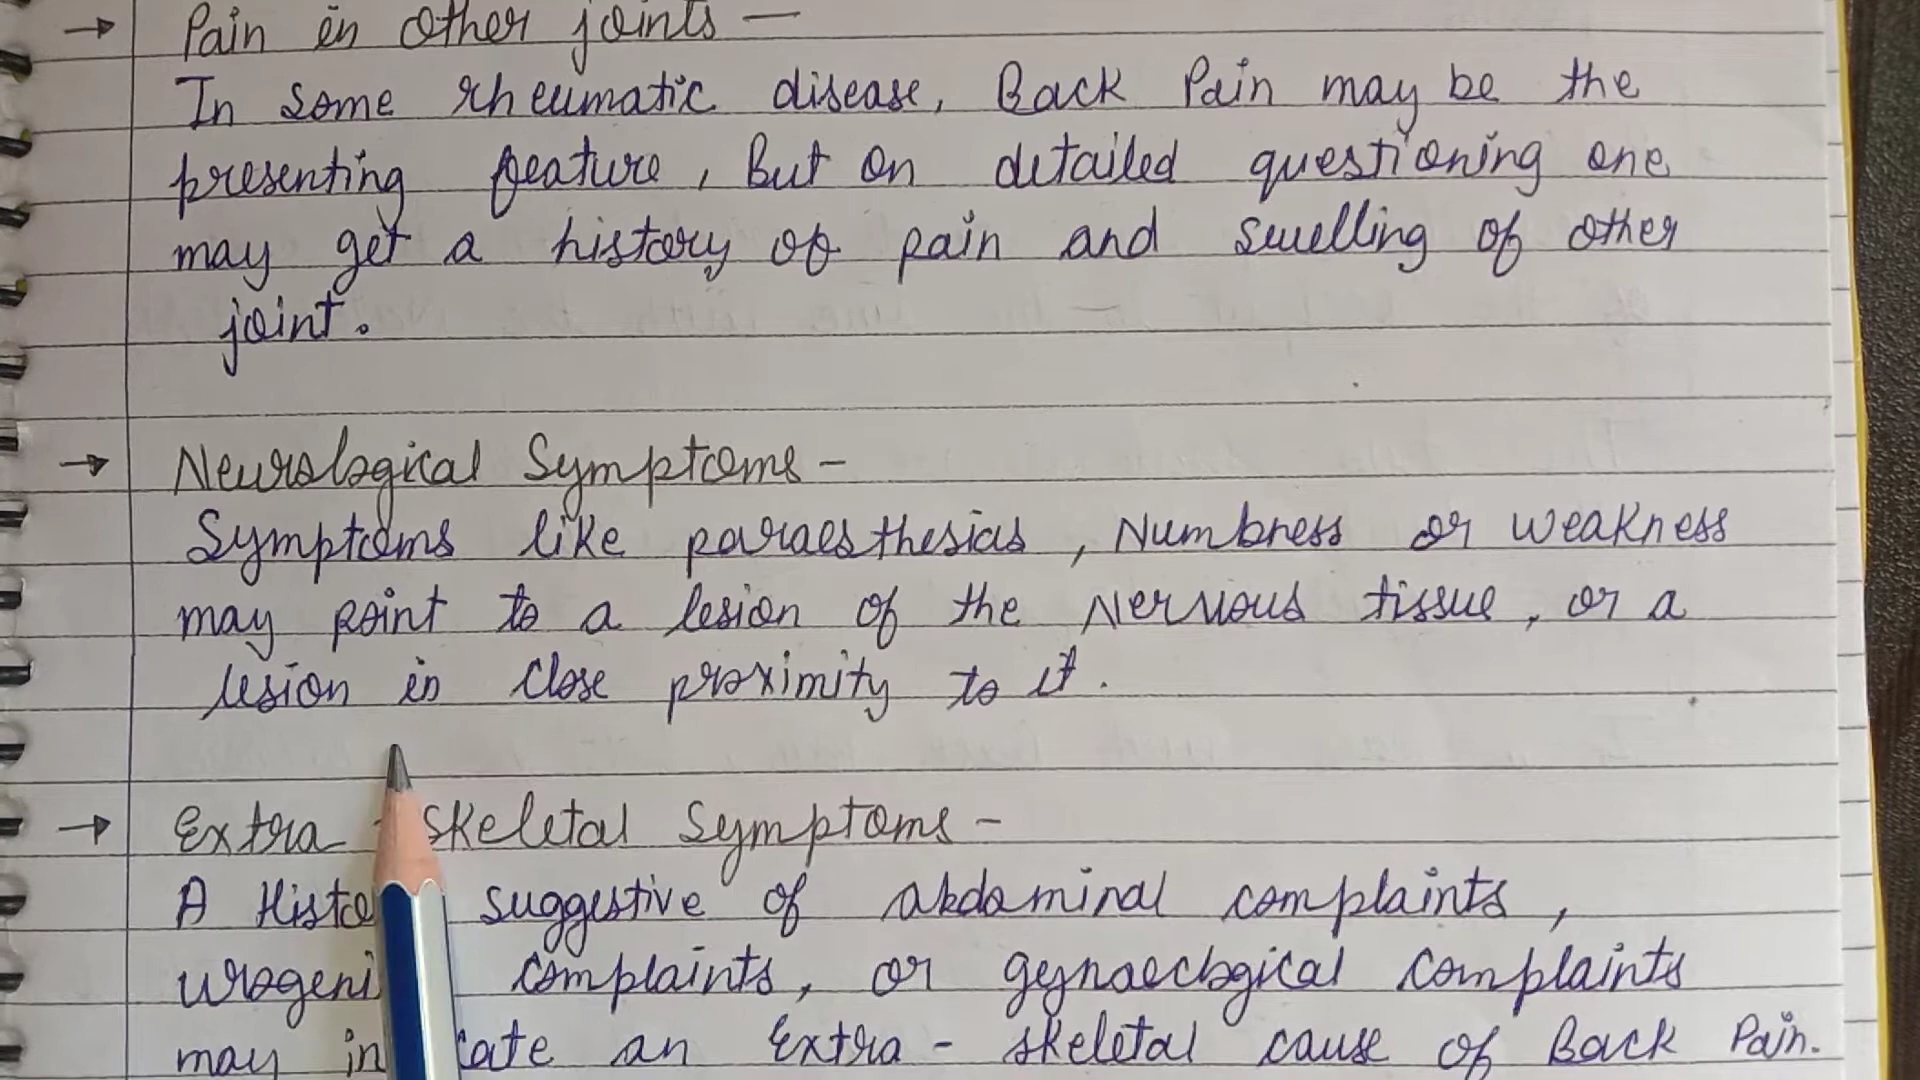 → Pain in other joints —
In some rheumatic disease, Back Pain may be the
presenting feature, But on detailed questioning one
may get a history of pain and swelling of other
joint.
→ Neurological Symptoms -
Symptoms like paraesthesias, Numbness or weakness
may point to a lesion of the Nervous tissue, or a
lesion in close proximity to it.
→ Extra skeletal Symptoms -
A suggestive of abdominal complaints,
complaints, or gynaeclogical complaints
may an Extra - skeletal cause of Back Pain.